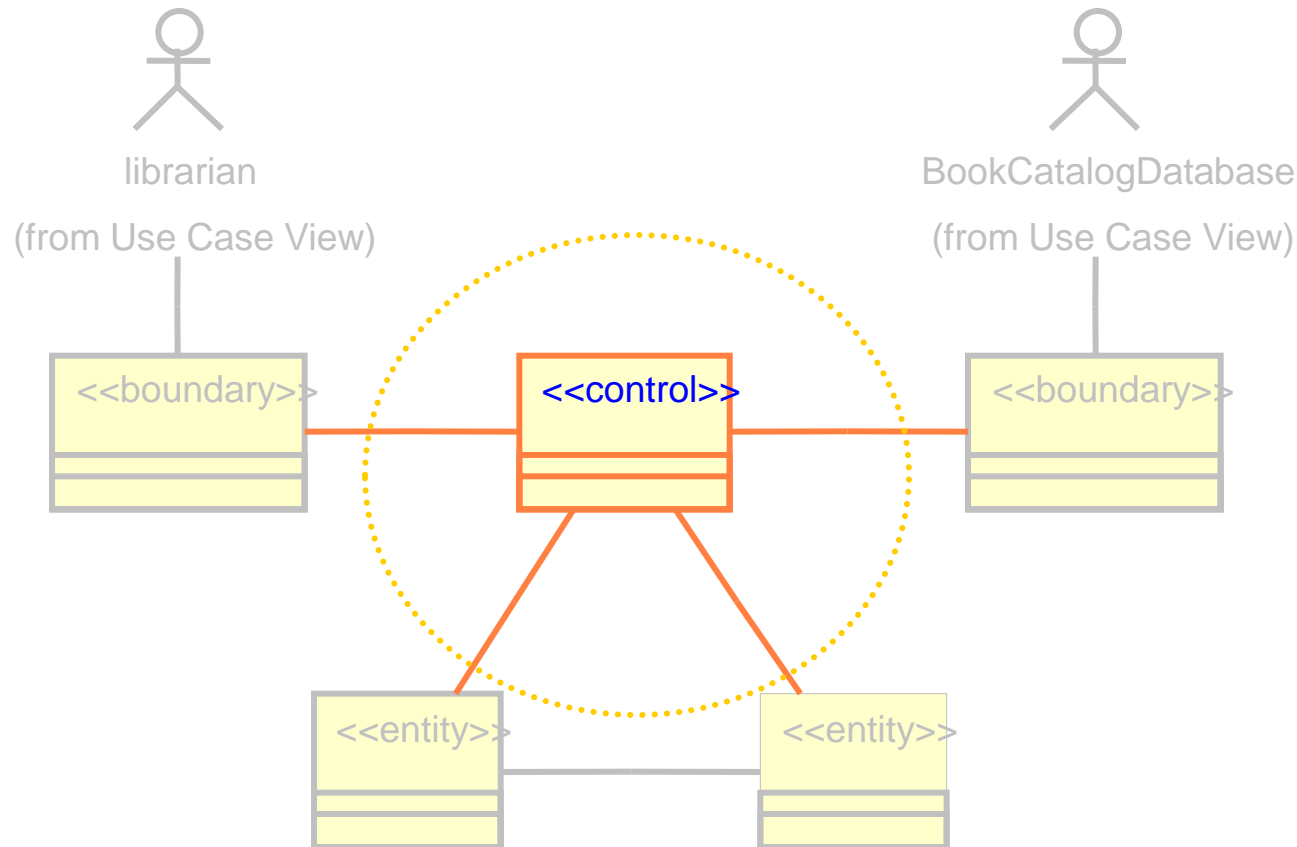 librarian
(from Use Case View)
BookCatalogDatabase
(from Use Case View)
<<boundary>>
<<control>>
<<boundary>>
<<entity>>
<<entity>>